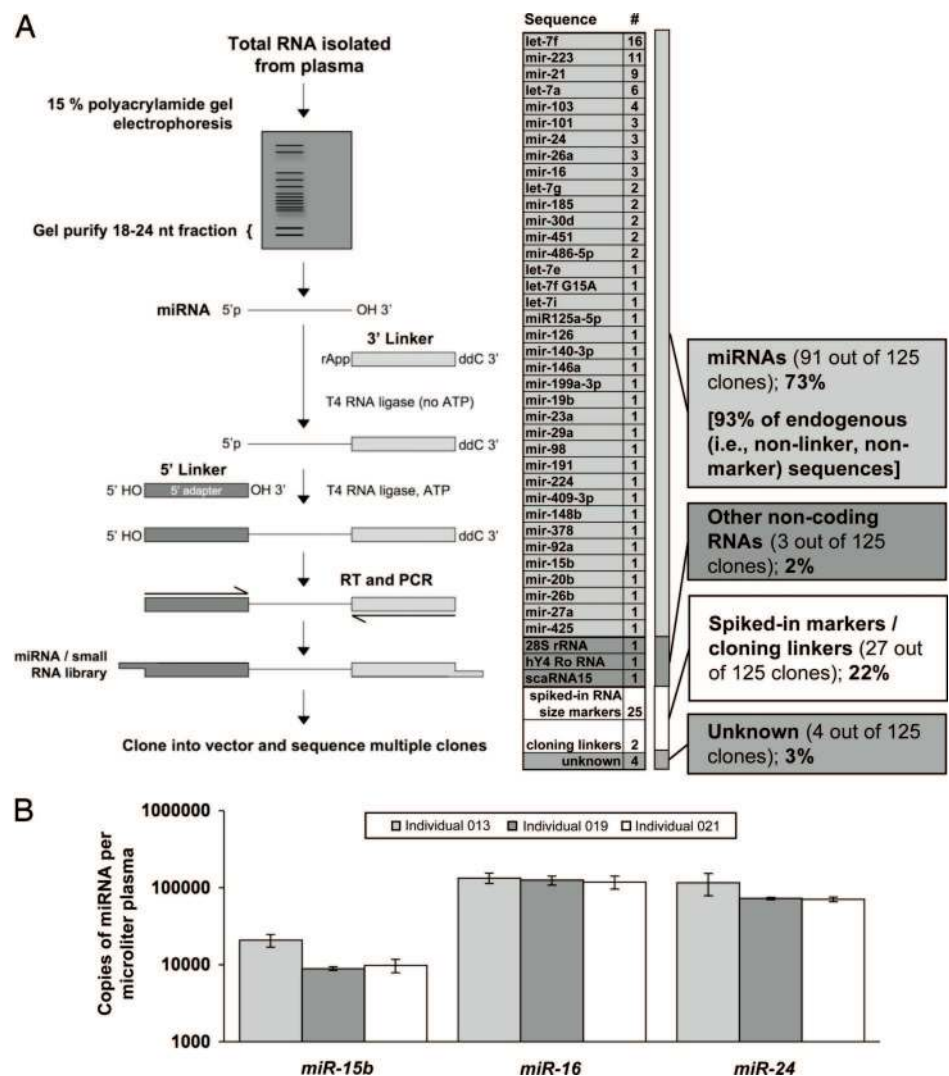 A
Total RNA isolated
from plasma
15 % polyacrylamide gel
electrophoresis
Gel purify 18-24 nt fraction {
miRNA 5'p OH 3'
3' Linker
rApp ddC 3'
T4 RNA ligase (no ATP)
5'p ddC 3'
5' Linker
5' HO 5' adapter OH 3'
T4 RNA ligase, ATP
5' HO ddC 3'
RT and PCR
miRNA / small
RNA library
Clone into vector and sequence multiple clones
Sequence #
let-7f 16
mir-223 11
mir-21 9
let-7a 6
mir-103 4
mir-101 3
mir-24 3
mir-26a 3
mir-16 3
let-7g 2
mir-185 2
mir-30d 2
mir-451 2
mir-486-5p 2
let-7e 1
let-7f G15A 1
let-7i 1
miR125a-5p 1
mir-126 1
mir-140-3p 1
mir-146a 1
mir-199a-3p 1
mir-19b 1
mir-23a 1
mir-29a 1
mir-98 1
mir-191 1
mir-224 1
mir-409-3p 1
mir-148b 1
mir-378 1
mir-92a 1
mir-15b 1
mir-20b 1
mir-26b 1
mir-27a 1
mir-425 1
28S rRNA 1
hY4 Ro RNA 1
scaRNA15 1
spiked-in RNA
size markers 25
cloning linkers 2
unknown 4
miRNAs (91 out of 125
clones); 73%
[93% of endogenous
(i.e., non-linker, non-
marker) sequences]
Other non-coding
RNAs (3 out of 125
clones); 2%
Spiked-in markers /
cloning linkers (27 out
of 125 clones); 22%
Unknown (4 out of 125
clones); 3%
B
Copies of miRNA per
microliter plasma
1000000
100000
10000
1000
Individual 013 Individual 019 Individual 021
miR-15b miR-16 miR-24